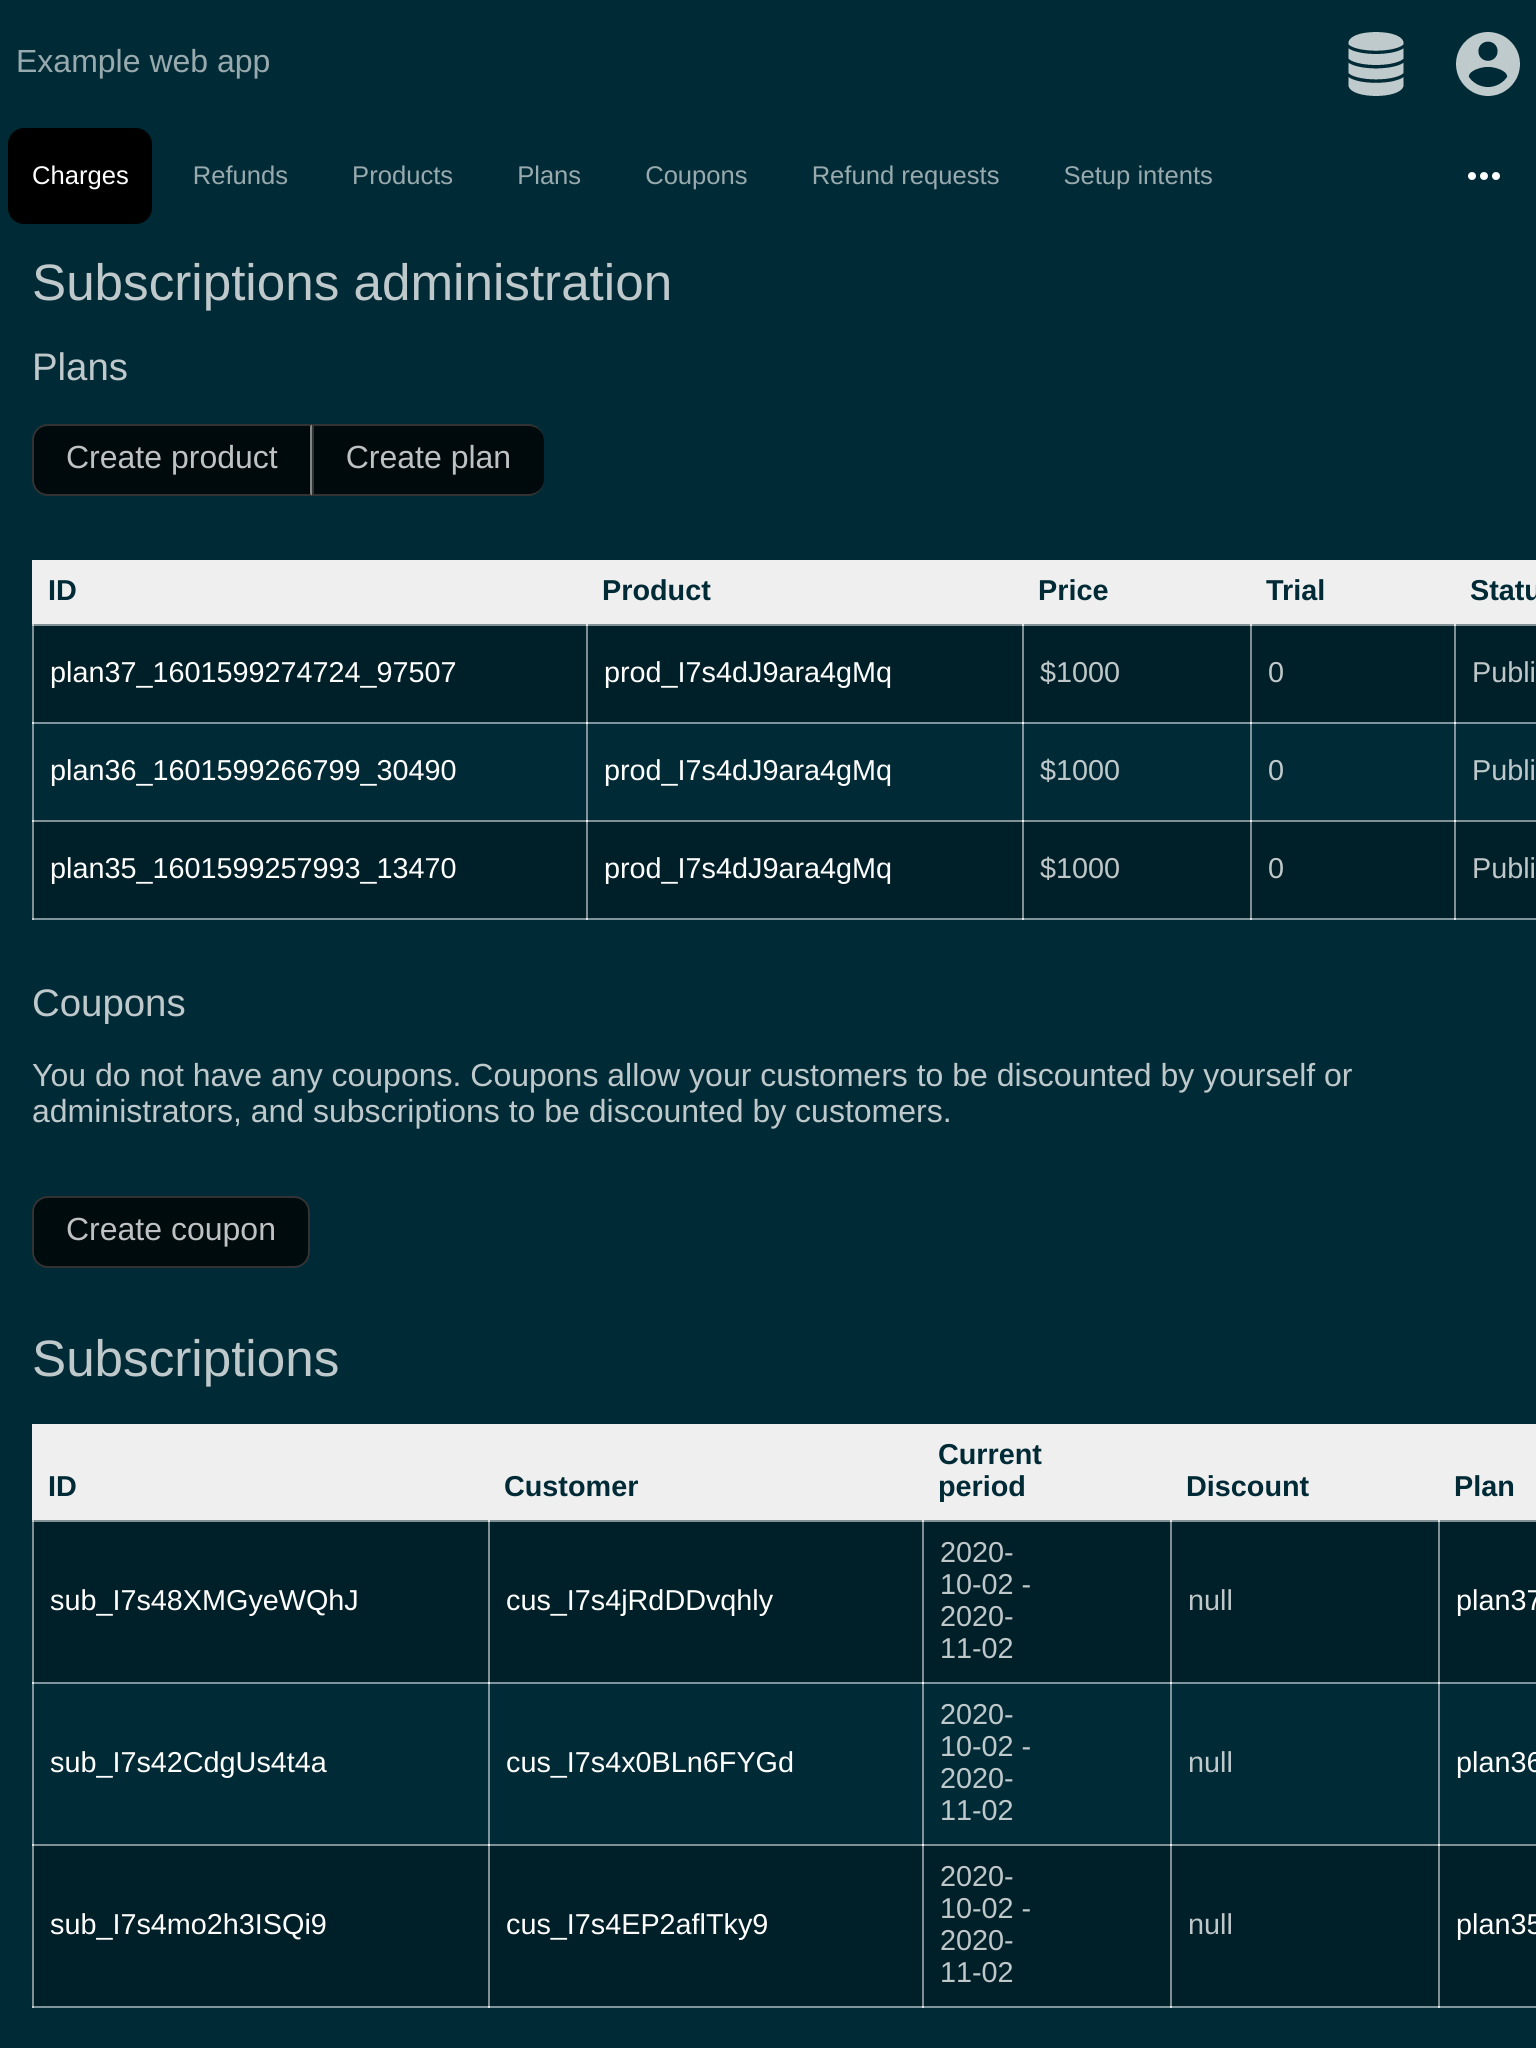 Example web app
Charges Refunds Products Plans Coupons Refund requests Setup intents
Subscriptions administration
Plans
Create product Create plan
ID Product Price Trial Statu
plan37_1601599274724_97507 prod_I7s4dJ9ara4gMq $1000 0 Publi
plan36_1601599266799_30490 prod_I7s4dJ9ara4gMq $1000 0 Publi
plan35_1601599257993_13470 prod_I7s4dJ9ara4gMq $1000 0 Publi
Coupons
You do not have any coupons. Coupons allow your customers to be discounted by yourself or
administrators, and subscriptions to be discounted by customers.
Create coupon
Subscriptions
Current
ID Customer period Discount Plan
2020-
10-02 -
sub_I7s48XMGyeWQhJ cus_I7s4jRdDDvqhly null plan37
2020-
11-02
2020-
10-02 -
sub_I7s42CdgUs4t4a cus_I7s4x0BLn6FYGd null plan36
2020-
11-02
2020-
10-02 -
sub_I7s4mo2h3ISQi9 cus_I7s4EP2aflTky9 null plan35
2020-
11-02